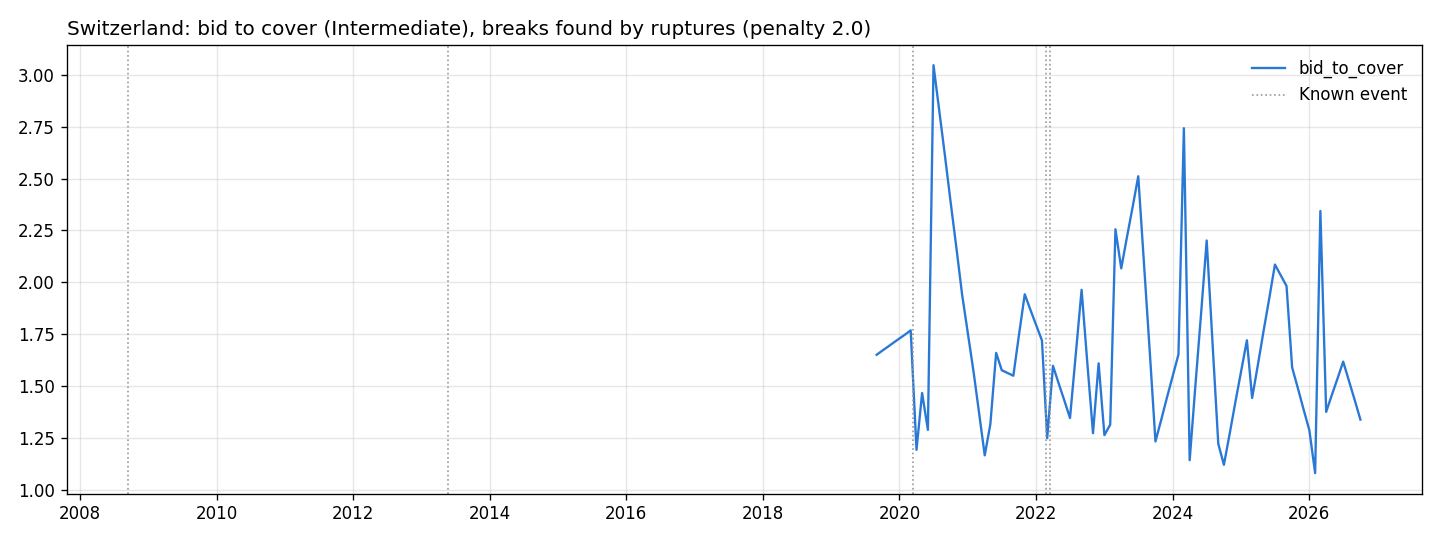 Switzerland: bid to cover (Intermediate), breaks found by ruptures (penalty 2.0)
bid_to_cover
Known event
3.00
2.75
2.50
2.25
2.00
1.75
1.50
1.25
1.00
2008 2010 2012 2014 2016 2018 2020 2022 2024 2026